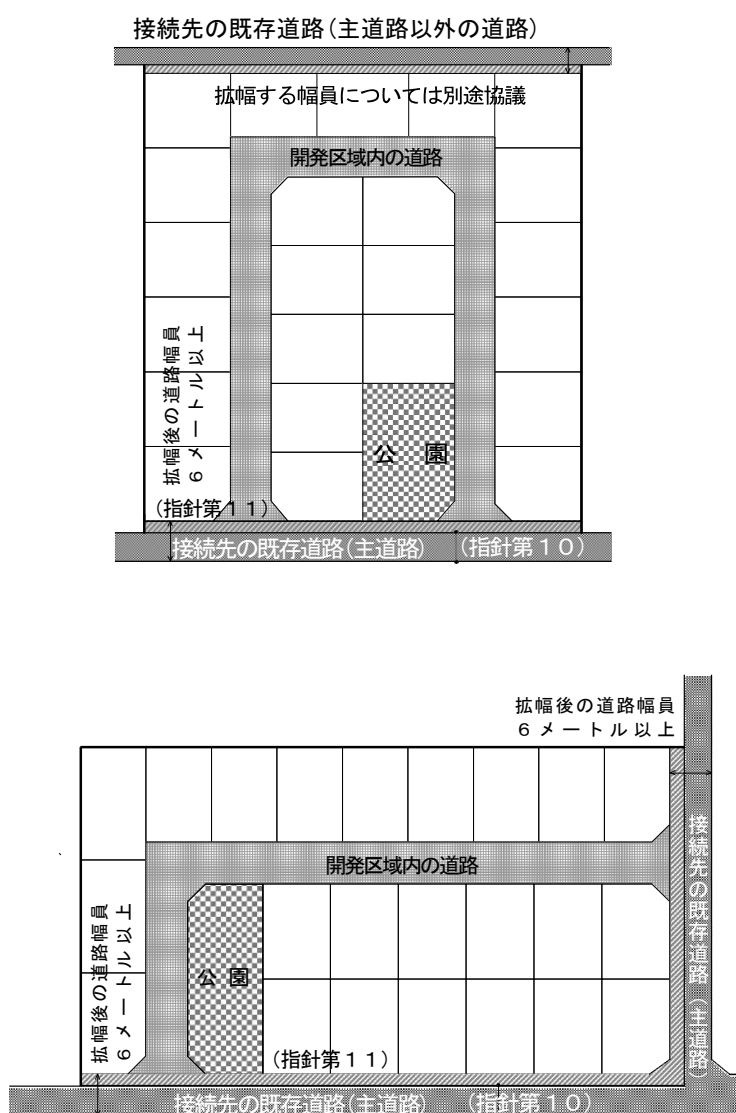 接続先の既存道路(主道路以外の道路)
拡幅する幅員については別途協議
開発区域内の道路
拡幅後の道路幅員
６メートル以上
公 園
(指針第１１)
接続先の既存道路(主道路) (指針第１０)
拡幅後の道路幅員
６メートル以上
接続先の既存道路(主道路)
開発区域内の道路
拡幅後の道路幅員
６メートル以上
公 園
(指針第１１)
接続先の既存道路(主道路) (指針第１０)